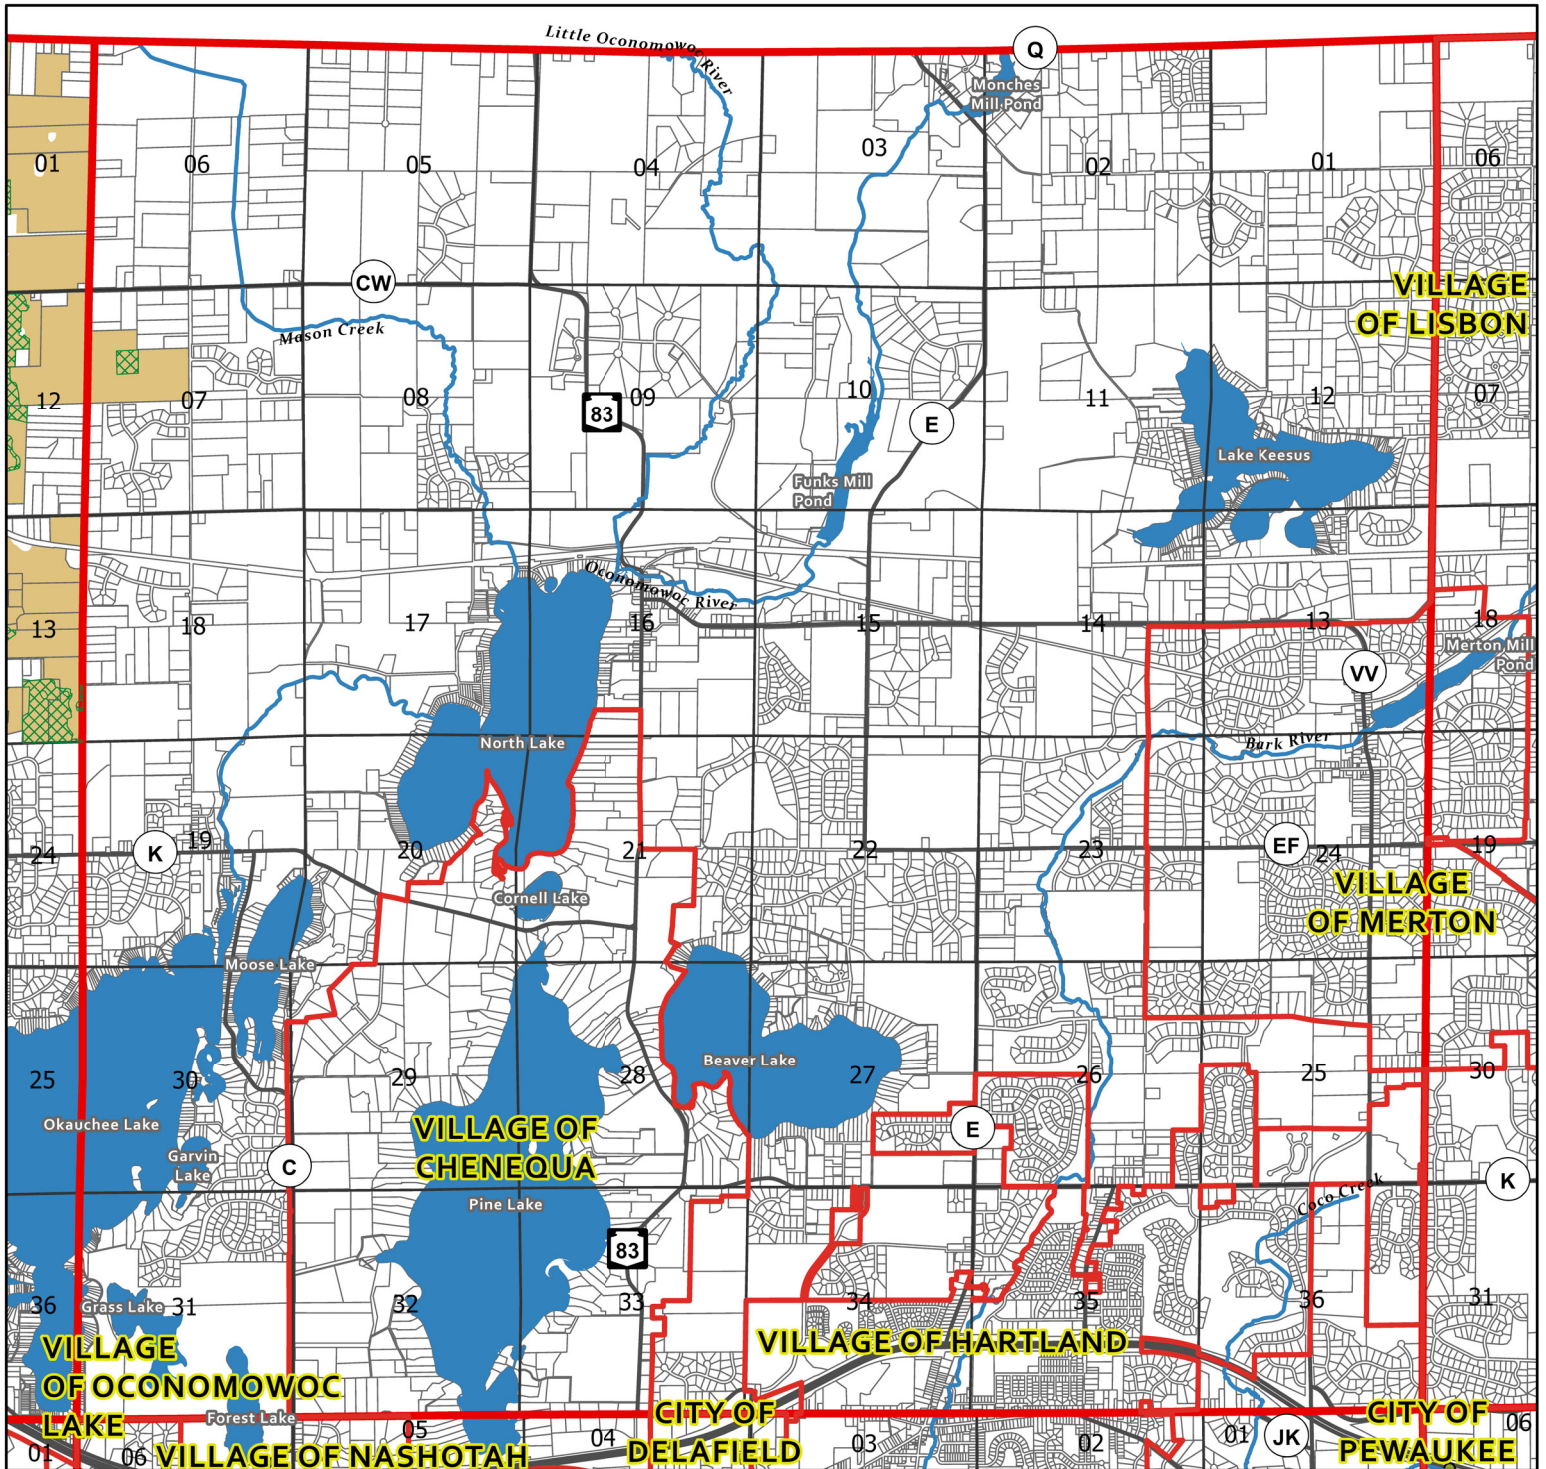 Little Oconomowoc River
Q
Monches
Mill Pond
01
06
05
04
03
02
01
06
CW
VILLAGE
OF LISBON
Mason Creek
12
07
08
83
09
10
E
11
12
07
Lake Keesus
Funks Mill
Pond
Oconomowoc River
13
18
17
16
15
14
13
18
Merton Mill
Pond
VV
North Lake
Bark River
24
K
19
20
21
22
23
EF
24
19
VILLAGE
OF MERTON
Cornell Lake
Moose Lake
25
30
29
28
Beaver Lake
27
26
25
30
Okauchee Lake
VILLAGE OF
CHENEQUA
E
Garvin
Lake
C
K
Pine Lake
Coco Creek
83
36
Grass Lake
31
32
33
34
35
36
31
VILLAGE
OF OCONOMOWOC
LAKE
VILLAGE OF HARTLAND
Forest Lake
CITY OF
DELAFIELD
CITY OF
PEWAUKEE
01
06
VILLAGE OF NASHOTAH
05
04
03
02
01
JK
06